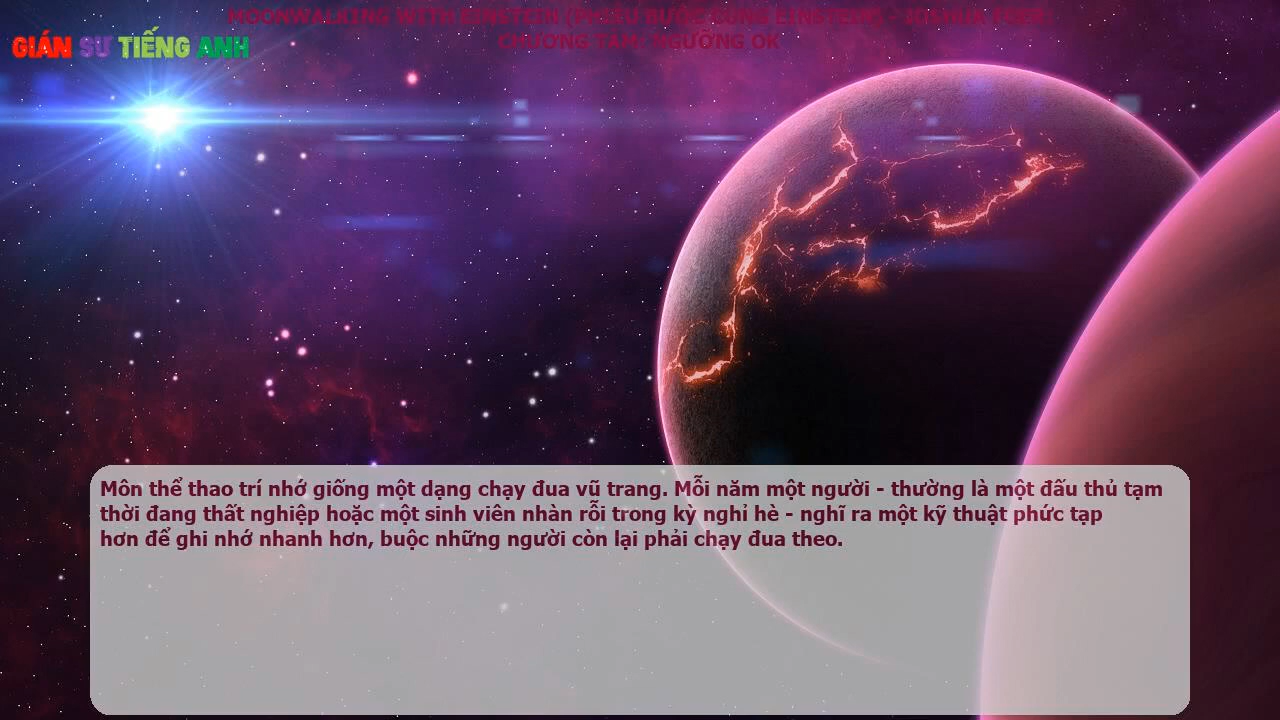 MOONWALKING WITH EINSTEIN (PHIÊU BƯỚC CÙNG EINSTEIN) - JOSHUA FOER:
CHƯƠNG TÁM: NGƯỠNG OK
GIÁN SƯ TIẾNG ANH
Môn thể thao trí nhớ giống một dạng chạy đua vũ trang. Mỗi năm một người - thường là một đấu thủ tạm
thời đang thất nghiệp hoặc một sinh viên nhàn rỗi trong kỳ nghỉ hè - nghĩ ra một kỹ thuật phức tạp
hơn để ghi nhớ nhanh hơn, buộc những người còn lại phải chạy đua theo.